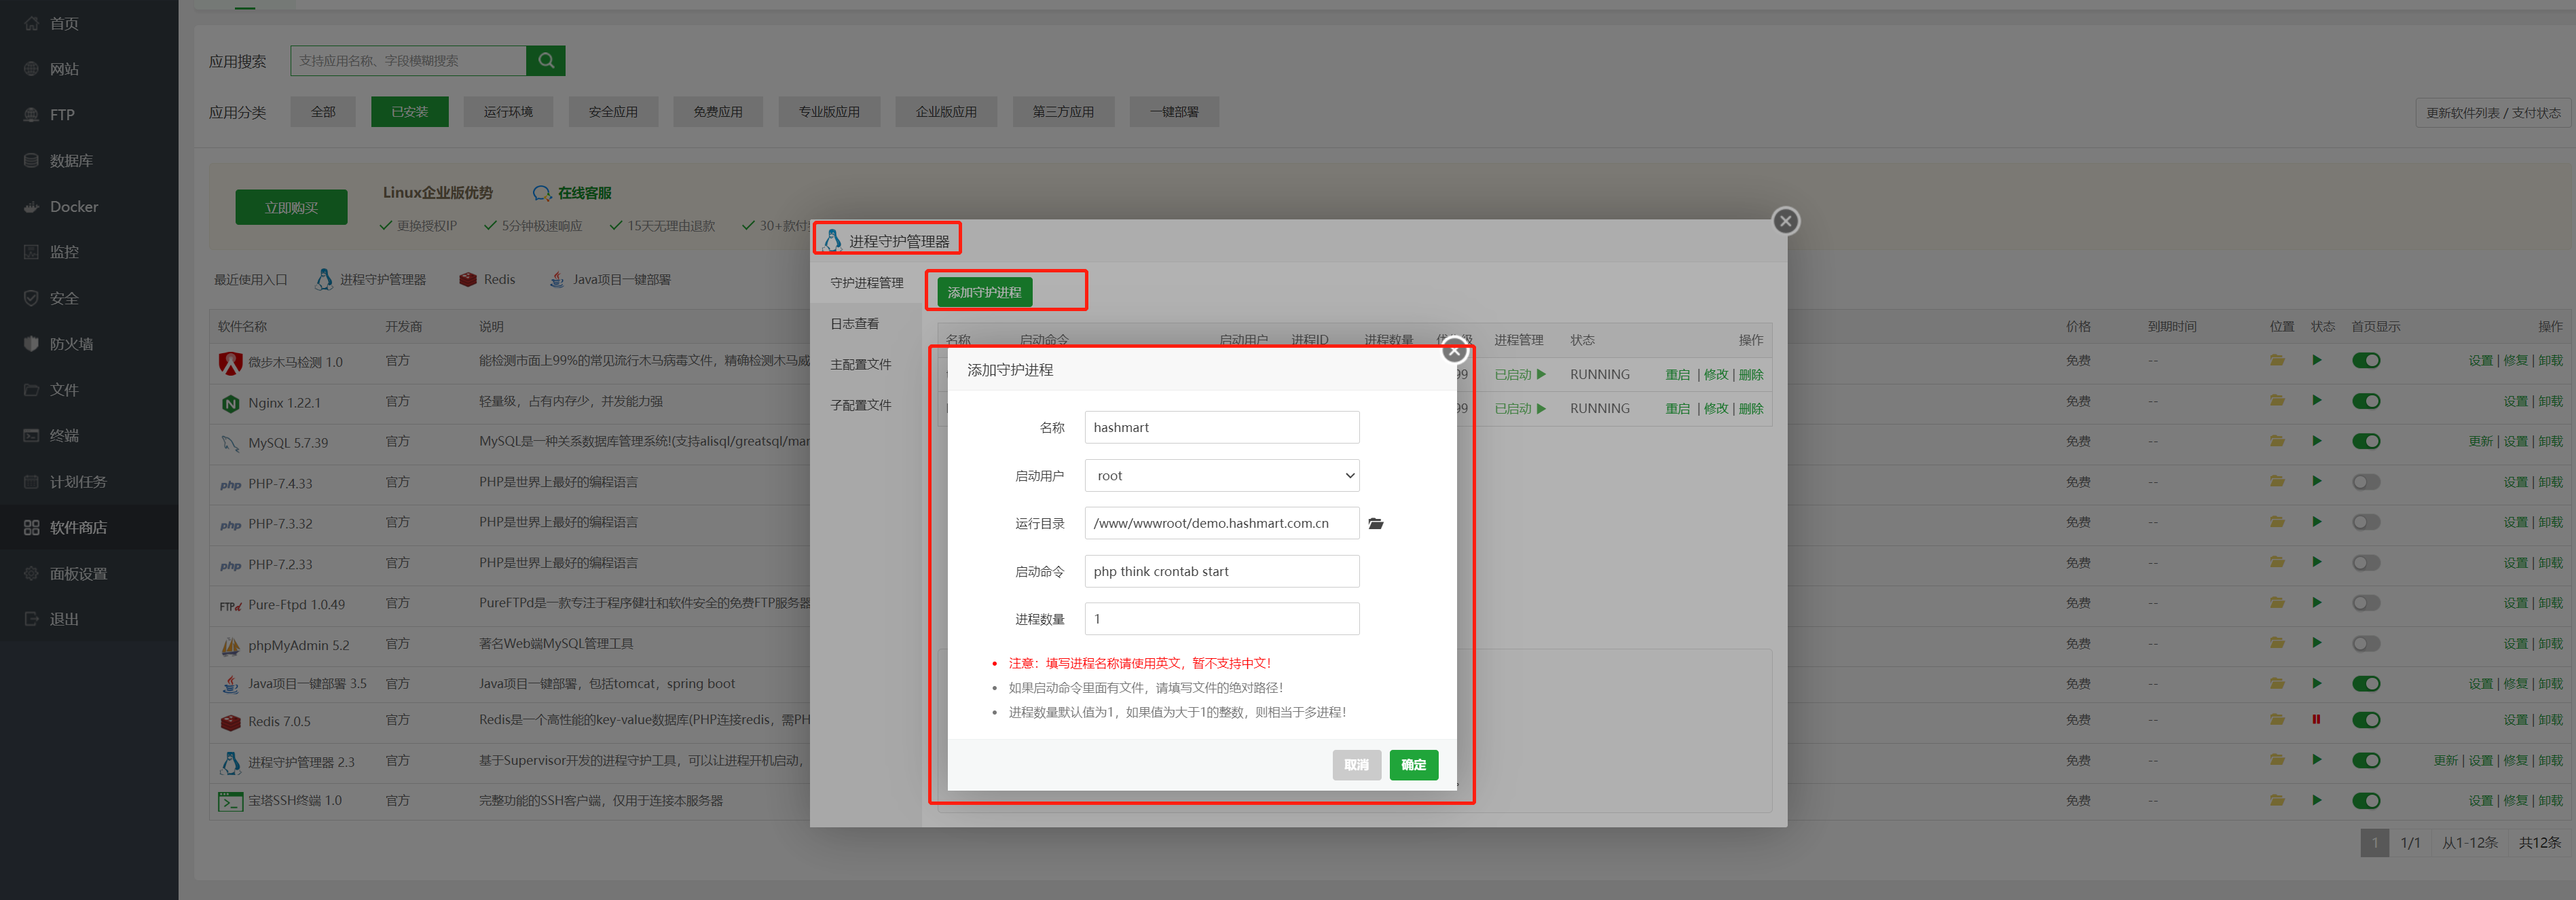 首页
网站
FTP
数据库
Docker
监控
安全
防火墙
文件
终端
计划任务
软件商店
面板设置
退出
应用搜索 支持应用名称、字段模糊搜索
应用分类 全部 已安装 运行环境 安全应用 免费应用 专业版应用 企业版应用 第三方应用 一键部署 更新软件列表 / 支付状态
立即购买 Linux企业版优势 在线客服
更换授权IP 5分钟极速响应 15天无理由退款 30+款付
最近使用入口 进程守护管理器 Redis Java项目一键部署
软件名称 开发商 说明 价格 到期时间 位置 状态 首页显示 操作
微步木马检测 1.0 官方 能检测市面上99%的常见流行木马病毒文件，精确检测木马威 免费 -- 设置 | 修复 | 卸载
Nginx 1.22.1 官方 轻量级，占有内存少，并发能力强 免费 -- 设置 | 卸载
MySQL 5.7.39 官方 MySQL是一种关系数据库管理系统!(支持alisql/greatsql/mar 免费 -- 更新 | 设置 | 卸载
php PHP-7.4.33 官方 PHP是世界上最好的编程语言 免费 -- 设置 | 卸载
php PHP-7.3.32 官方 PHP是世界上最好的编程语言 免费 -- 设置 | 卸载
php PHP-7.2.33 官方 PHP是世界上最好的编程语言 免费 -- 设置 | 卸载
FTPd Pure-Ftpd 1.0.49 官方 PureFTPd是一款专注于程序健壮和软件安全的免费FTP服务器 免费 -- 设置 | 卸载
phpMyAdmin 5.2 官方 著名Web端MySQL管理工具 免费 -- 设置 | 卸载
Java项目一键部署 3.5 官方 Java项目一键部署，包括tomcat，spring boot 免费 -- 设置 | 修复 | 卸载
Redis 7.0.5 官方 Redis是一个高性能的key-value数据库(PHP连接redis，需PH 免费 -- 设置 | 卸载
进程守护管理器 2.3 官方 基于Supervisor开发的进程守护工具，可以让进程开机启动， 免费 -- 更新 | 设置 | 修复 | 卸载
宝塔SSH终端 1.0 官方 完整功能的SSH客户端，仅用于连接本服务器 免费 -- 设置 | 修复 | 卸载
1 1/1 从1-12条 共12条
进程守护管理器
守护进程管理
日志查看
主配置文件
子配置文件
添加守护进程
名称 启动命令 启动用户 进程ID 进程数量 级 进程管理 状态 操作
99 已启动 RUNNING 重启 | 修改 | 删除
99 已启动 RUNNING 重启 | 修改 | 删除
添加守护进程
名称 hashmart
启动用户 root
运行目录 /www/wwwroot/demo.hashmart.com.cn
启动命令 php think crontab start
进程数量 1
注意：填写进程名称请使用英文，暂不支持中文！
如果启动命令里面有文件，请填写文件的绝对路径！
进程数量默认值为1，如果值为大于1的整数，则相当于多进程！
取消 确定